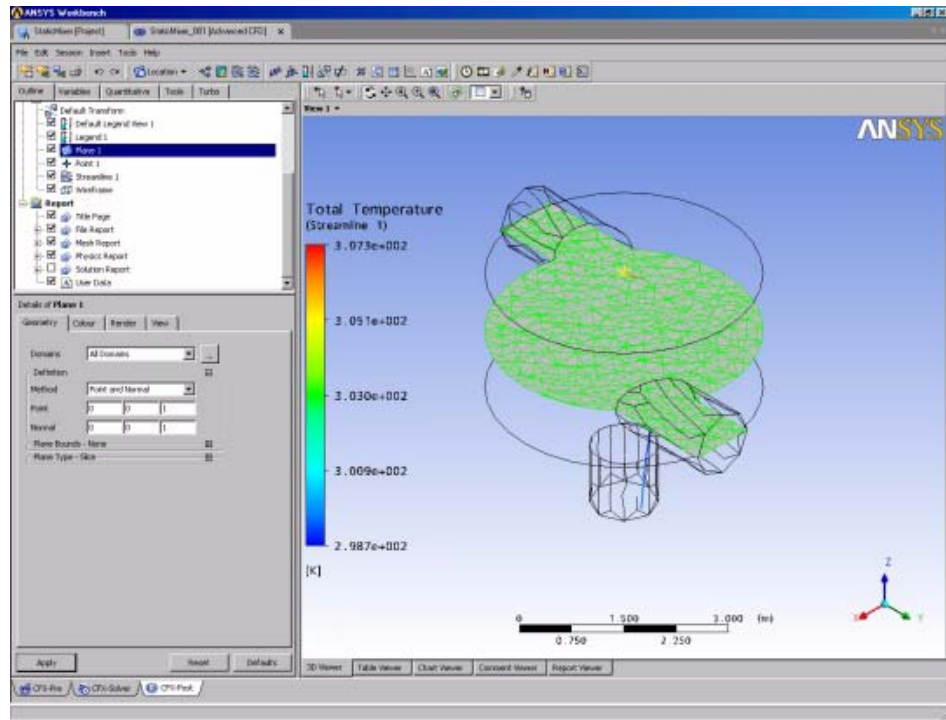 ANSYS Workbench
StaticMixer [Project]
StaticMixer_001 [Advanced CFD]
File Edit Session Insert Tools Help
Location
Outline Variables Quantitative Tools Turbo
Default Transform
Default Legend View 1
Legend 1
Plane 1
Point 1
Streamline 1
Wireframe
Report
Title Page
File Report
Mesh Report
Physics Report
Solution Report
User Data
Details of Plane 1
Geometry Colour Render View
Domains All Domains ...
Definition
Method Point and Normal
Point 0 0 1
Normal 0 0 1
Plane Bounds - None
Plane Type - Slice
Apply Reset Defaults
View 1
ANSYS
Total Temperature
(Streamline 1)
3.073e+002
3.051e+002
3.030e+002
3.009e+002
2.987e+002
[K]
Z
X Y
0 1.500 3.000 (m)
0.750 2.250
3D Viewer Table Viewer Chart Viewer Comment Viewer Report Viewer
CFX-Pre CFX-Solver CFX-Post